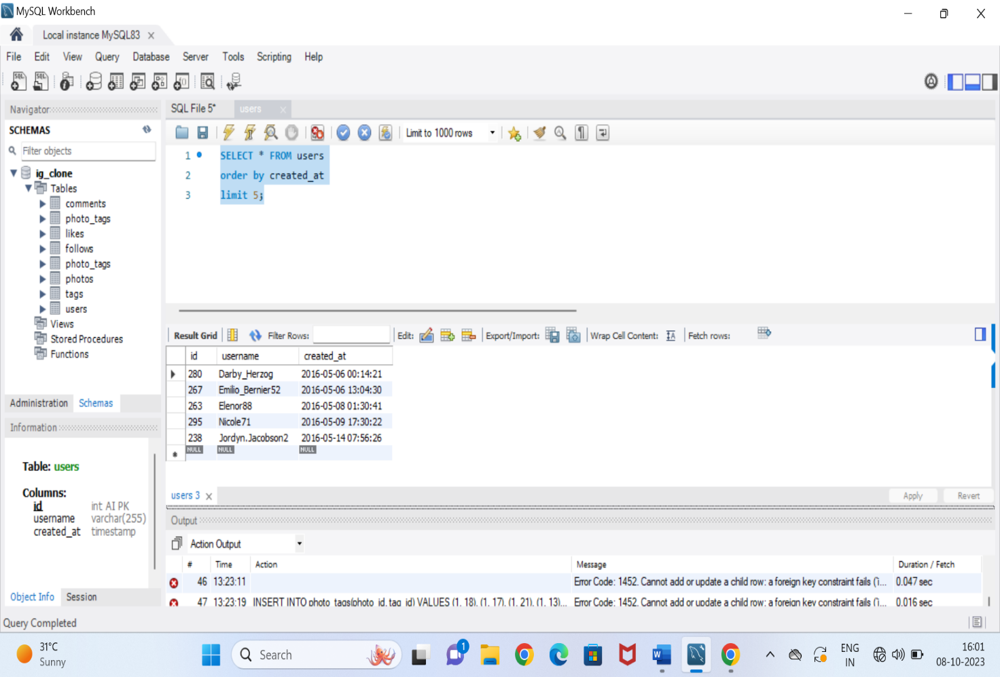 MySQL Workbench
Local instance MySQL83
File Edit View Query Database Server Tools Scripting Help
Navigator
SCHEMAS
Filter objects
ig_clone
Tables
comments
photo_tags
likes
follows
photo_tags
photos
tags
users
Views
Stored Procedures
Functions
Administration Schemas
Information
Table: users
Columns:
id int AI PK
username varchar(255)
created_at timestamp
Object Info Session
SQL File 5* users
Limit to 1000 rows
1 SELECT * FROM users
2 order by created_at
3 limit 5;
Result Grid Filter Rows: Edit: Export/Import: Wrap Cell Content: Fetch rows:
id username created_at
280 Darby_Herzog 2016-05-06 00:14:21
267 Emilio_Bernier52 2016-05-06 13:04:30
263 Elenor88 2016-05-08 01:30:41
295 Nicole71 2016-05-09 17:30:22
238 Jordyn.Jacobson2 2016-05-14 07:56:26
NULL NULL NULL
users 3 Apply Revert
Output
Action Output
# Time Action Message Duration / Fetch
46 13:23:11 Error Code: 1452. Cannot add or update a child row: a foreign key constraint fails (`i... 0.047 sec
47 13:23:19 INSERT INTO photo_tags(photo_id, tag_id) VALUES (1, 18), (1, 17), (1, 21), (1, 13)... Error Code: 1452. Cannot add or update a child row: a foreign key constraint fails (`i... 0.016 sec
Query Completed
31°C
Sunny
Search
1
ENG
IN
16:01
08-10-2023